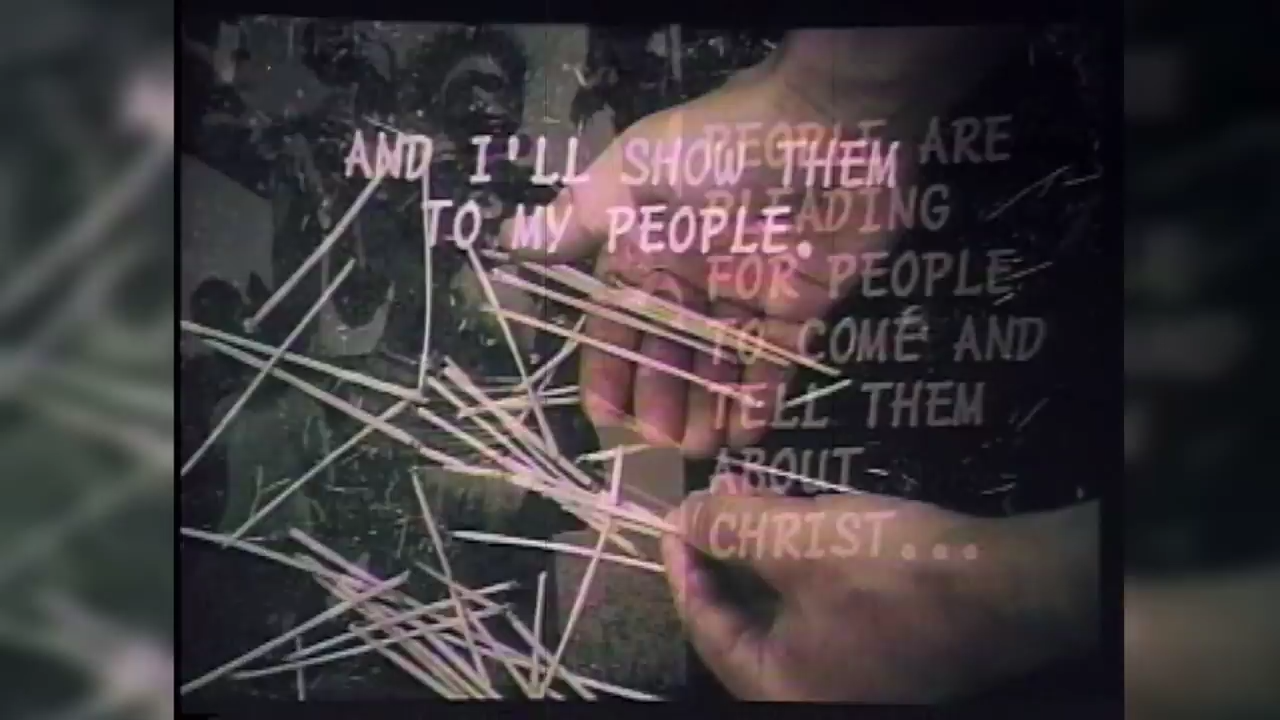 AND I'LL SHOW THEM
TO MY PEOPLE.
PEOPLE ARE
PLEADING
FOR PEOPLE
TO COME AND
TELL THEM
ABOUT
CHRIST...